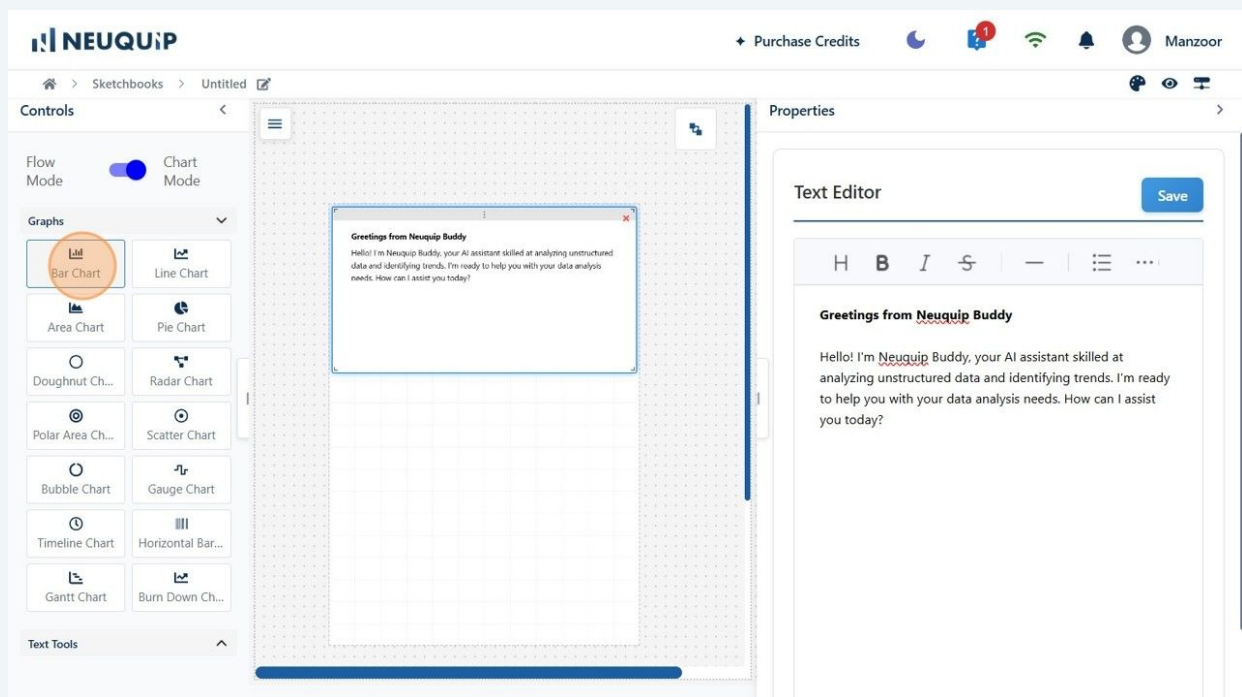 NEUQUIP
Purchase Credits
1
Manzoor
Sketchbooks > Untitled
Controls
Properties
Flow
Mode
Chart
Mode
Graphs
Bar Chart
Line Chart
Area Chart
Pie Chart
Doughnut Ch...
Radar Chart
Polar Area Ch...
Scatter Chart
Bubble Chart
Gauge Chart
Timeline Chart
Horizontal Bar...
Gantt Chart
Burn Down Ch...
Text Tools
Greetings from Neuquip Buddy
Hello! I'm Neuquip Buddy, your AI assistant skilled at analyzing unstructured
data and identifying trends. I'm ready to help you with your data analysis
needs. How can I assist you today?
Text Editor
Save
H B I S
Greetings from Neuquip Buddy
Hello! I'm Neuquip Buddy, your AI assistant skilled at
analyzing unstructured data and identifying trends. I'm ready
to help you with your data analysis needs. How can I assist
you today?